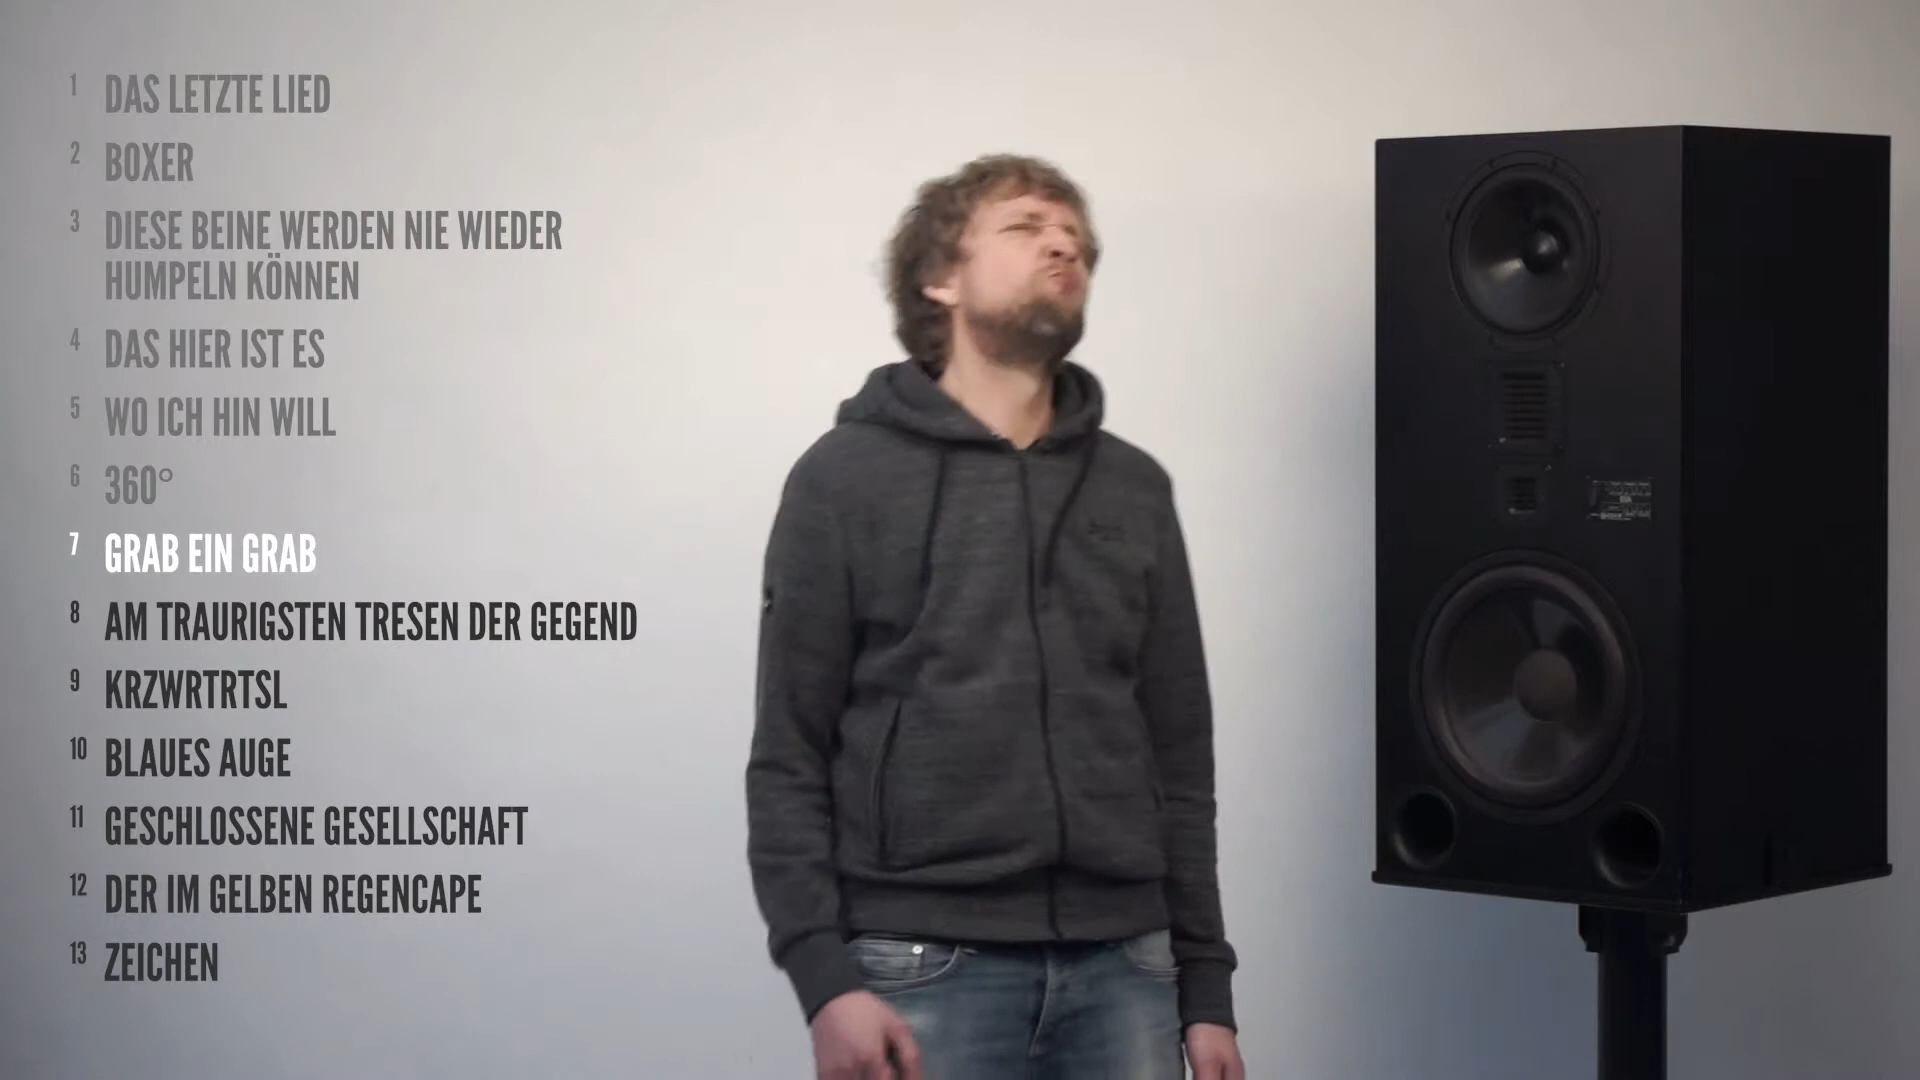 1 DAS LETZTE LIED
2 BOXER
3 DIESE BEINE WERDEN NIE WIEDER
HUMPELN KÖNNEN
4 DAS HIER IST ES
5 WO ICH HIN WILL
6 360°
7 GRAB EIN GRAB
8 AM TRAURIGSTEN TRESEN DER GEGEND
9 KRZWRTRTSL
10 BLAUES AUGE
11 GESCHLOSSENE GESELLSCHAFT
12 DER IM GELBEN REGENCAPE
13 ZEICHEN